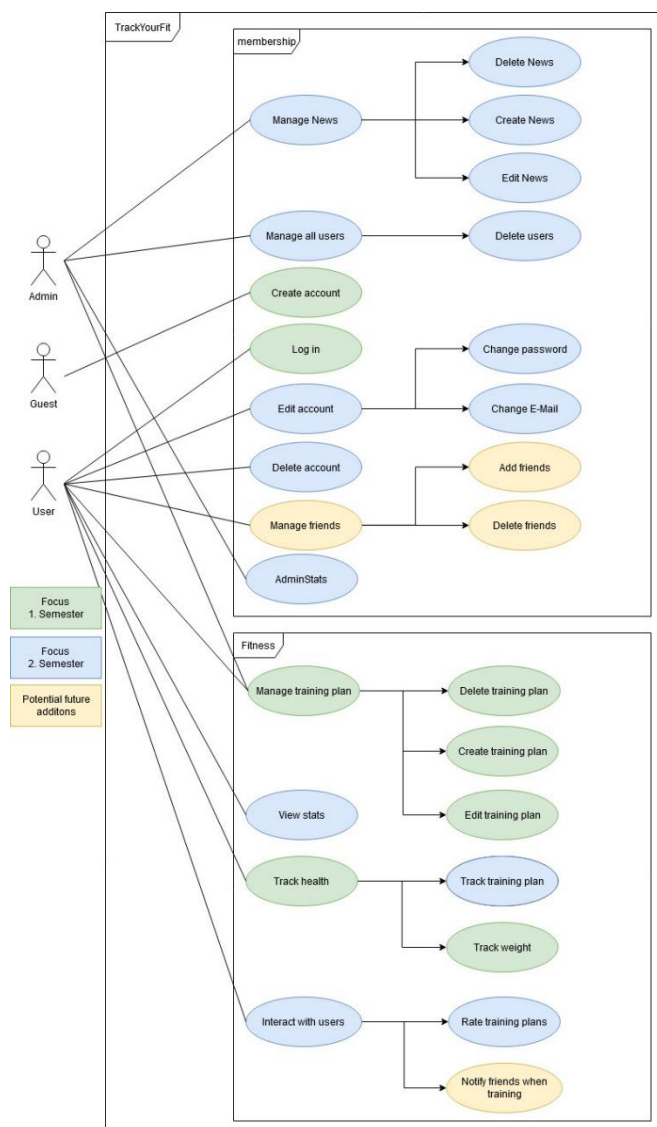 TrackYourFit
membership
Delete News
Manage News
Create News
Edit News
Manage all users
Delete users
Admin
Create account
Log in
Change password
Guest
Edit account
Change E-Mail
Delete account
Add friends
User
Manage friends
Delete friends
AdminStats
Focus
1. Semester
Focus
2. Semester
Potential future
additons
Fitness
Manage training plan
Delete training plan
Create training plan
View stats
Edit training plan
Track health
Track training plan
Track weight
Interact with users
Rate training plans
Notify friends when
training